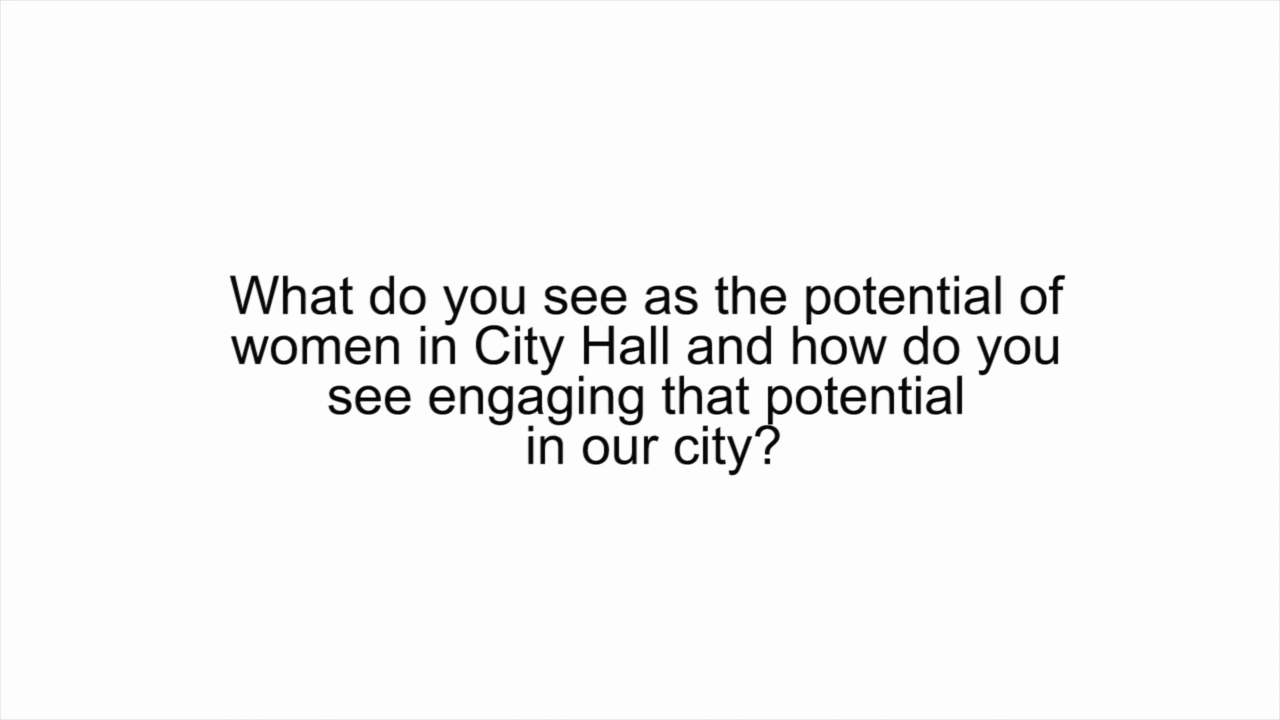 What do you see as the potential of
women in City Hall and how do you
see engaging that potential
in our city?